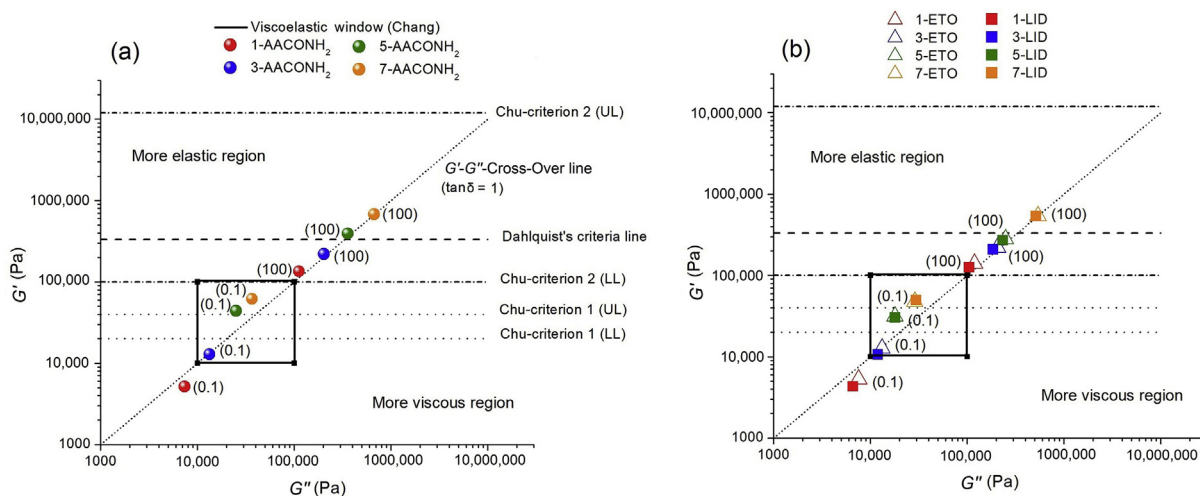 (a)
Viscoelastic window (Chang)
1-AACONH₂
5-AACONH₂
3-AACONH₂
7-AACONH₂
10,000,000
1000,000
100,000
10,000
1000
G′ (Pa)
Chu-criterion 2 (UL)
More elastic region
G′-G″-Cross-Over line
(tanδ = 1)
(100)
(100)
Dahlquist's criteria line
(100)
(100)
Chu-criterion 2 (LL)
(0.1)
(0.1)
Chu-criterion 1 (UL)
Chu-criterion 1 (LL)
(0.1)
(0.1)
More viscous region
1000
10,000
100,000
1000,000
10,000,000
G″ (Pa)
(b)
1-ETO
1-LID
3-ETO
3-LID
5-ETO
5-LID
7-ETO
7-LID
10,000,000
1000,000
100,000
10,000
1000
G′ (Pa)
More elastic region
(100)
(100)
(100)
(100)
(0.1)
(0.1)
(0.1)
(0.1)
More viscous region
1000
10,000
100,000
1000,000
10,000,000
G″ (Pa)